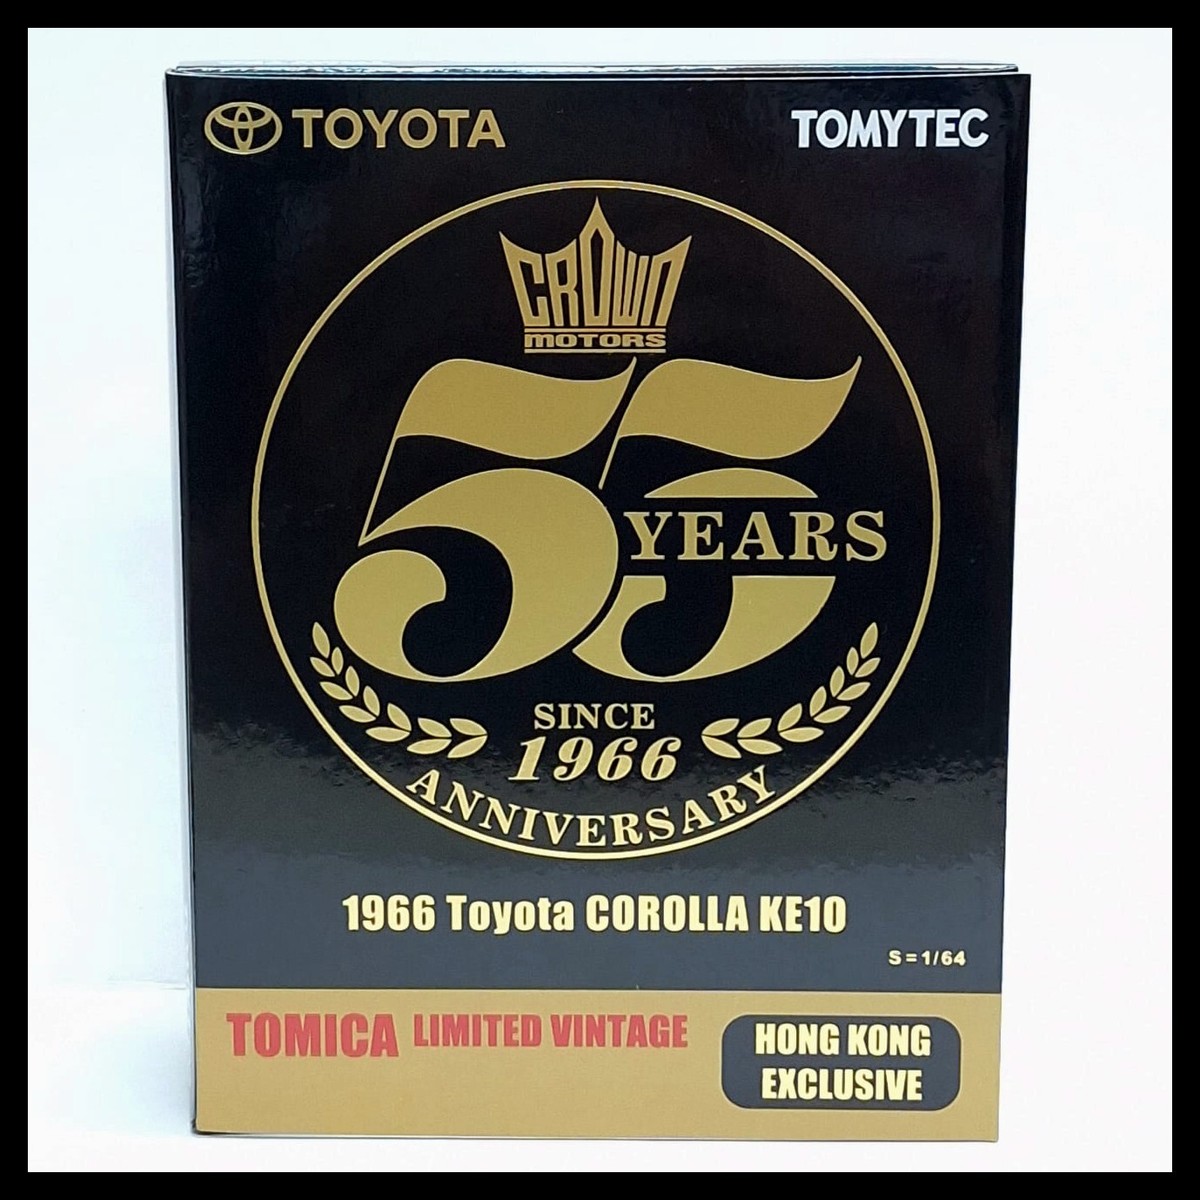 TOYOTA
TOMYTEC
CROWN
MOTORS
55
YEARS
SINCE
1966
ANNIVERSARY
1966 Toyota COROLLA KE10
S=1/64
TOMICA LIMITED VINTAGE
HONG KONG
EXCLUSIVE